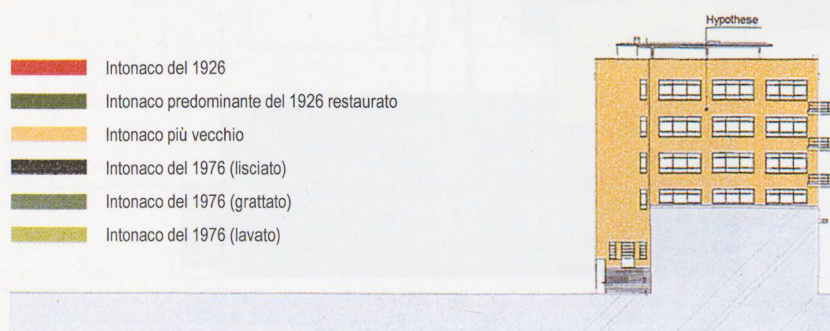 Hypothese
Intonaco del 1926
Intonaco predominante del 1926 restaurato
Intonaco più vecchio
Intonaco del 1976 (lisciato)
Intonaco del 1976 (grattato)
Intonaco del 1976 (lavato)